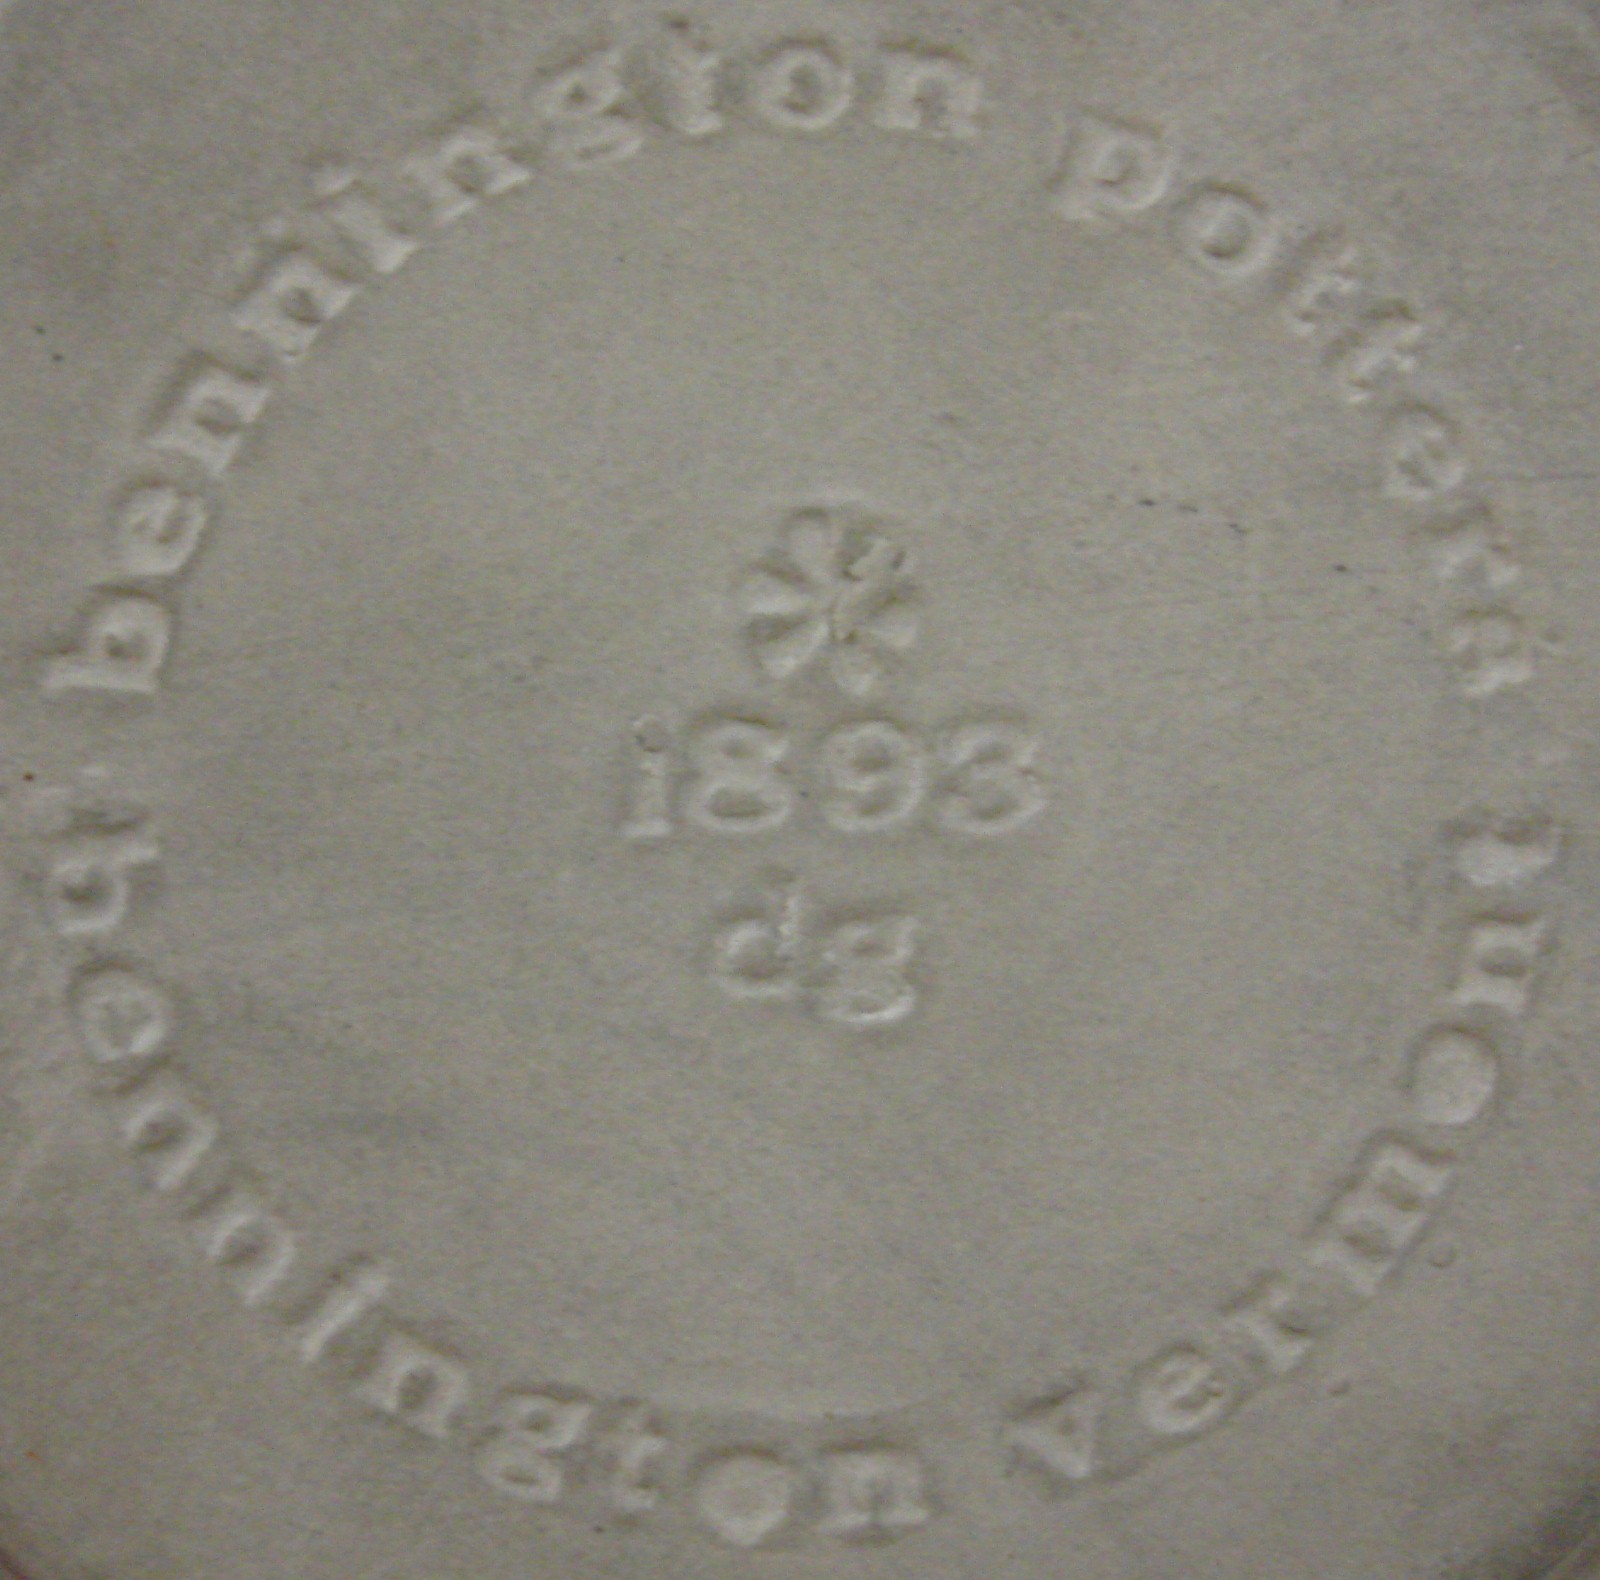 bennington potters
1893
dg
bennington vermont